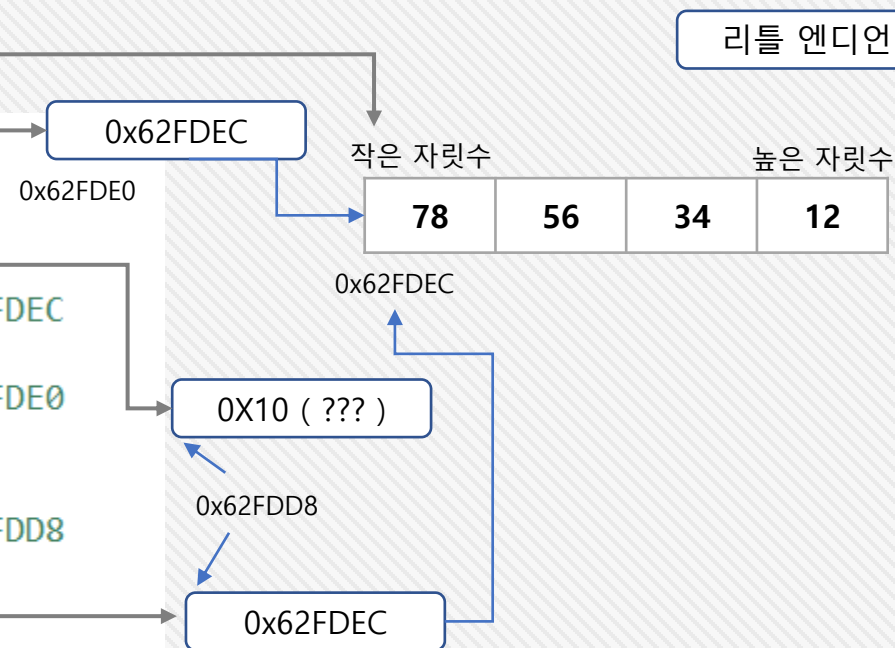 리틀 엔디언
0x62FDEC
작은 자릿수
높은 자릿수
0x62FDE0
78 56 34 12
0x62FDEC
FDEC
FDE0
0X10 ( ??? )
0x62FDD8
FDD8
0x62FDEC